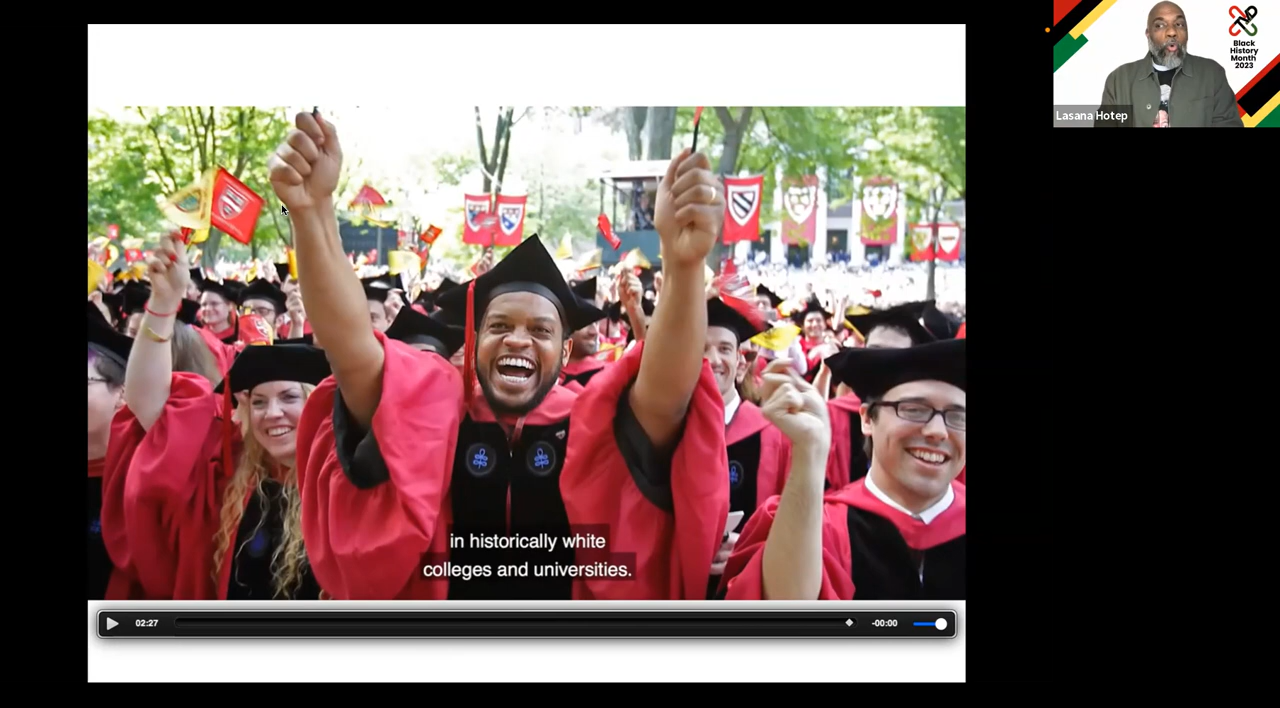 in historically white
colleges and universities.
02:27
-00:00
Black
History
Month
2023
Lasana Hotep